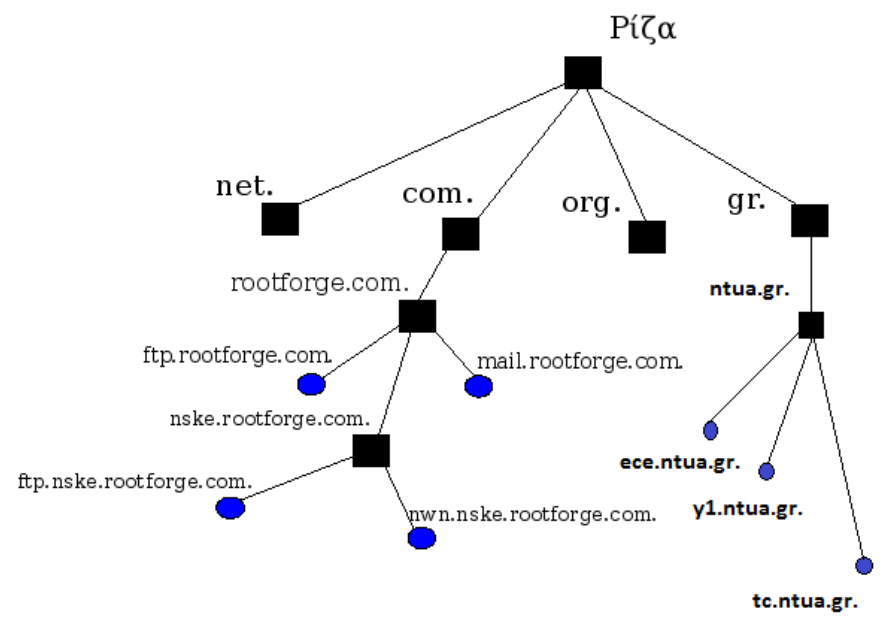 Ρίζα
net.
com.
org.
gr.
rootforge.com.
ntua.gr.
ftp.rootforge.com.
mail.rootforge.com.
nske.rootforge.com.
ece.ntua.gr.
ftp.nske.rootforge.com.
y1.ntua.gr.
nwn.nske.rootforge.com.
tc.ntua.gr.